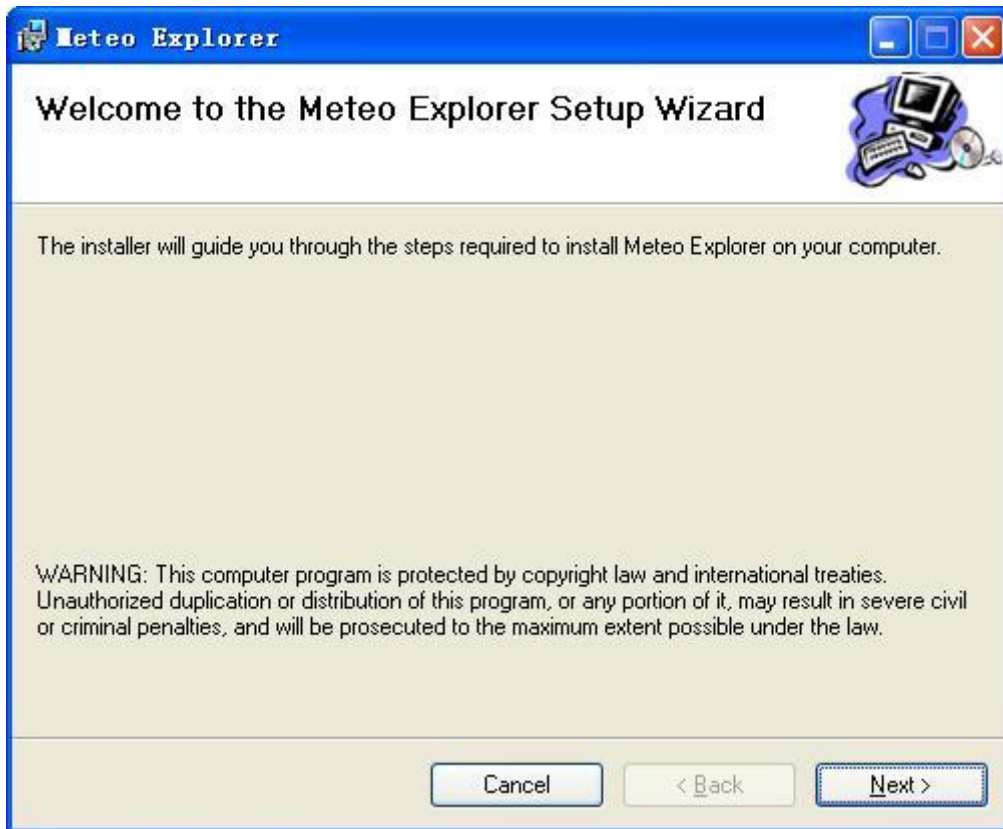 Meteo Explorer
Welcome to the Meteo Explorer Setup Wizard
The installer will guide you through the steps required to install Meteo Explorer on your computer.
WARNING: This computer program is protected by copyright law and international treaties.
Unauthorized duplication or distribution of this program, or any portion of it, may result in severe civil
or criminal penalties, and will be prosecuted to the maximum extent possible under the law.
Cancel
< Back
Next >